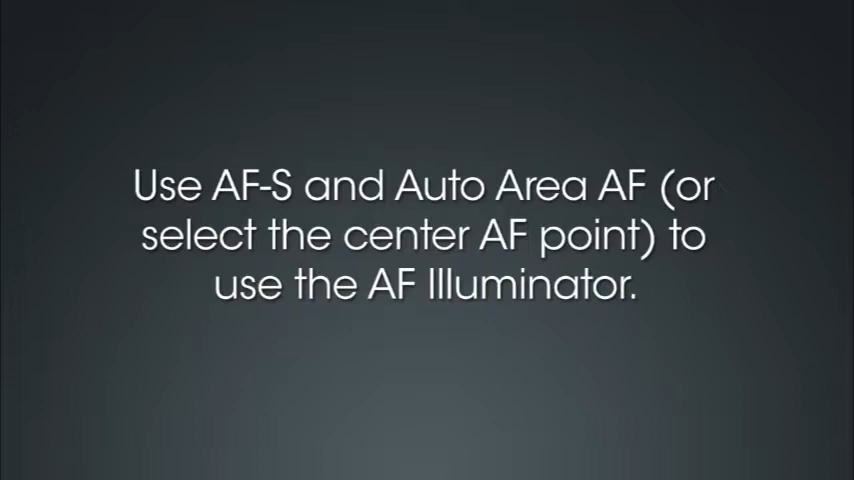 Use AF-S and Auto Area AF (or
select the center AF point) to
use the AF Illuminator.